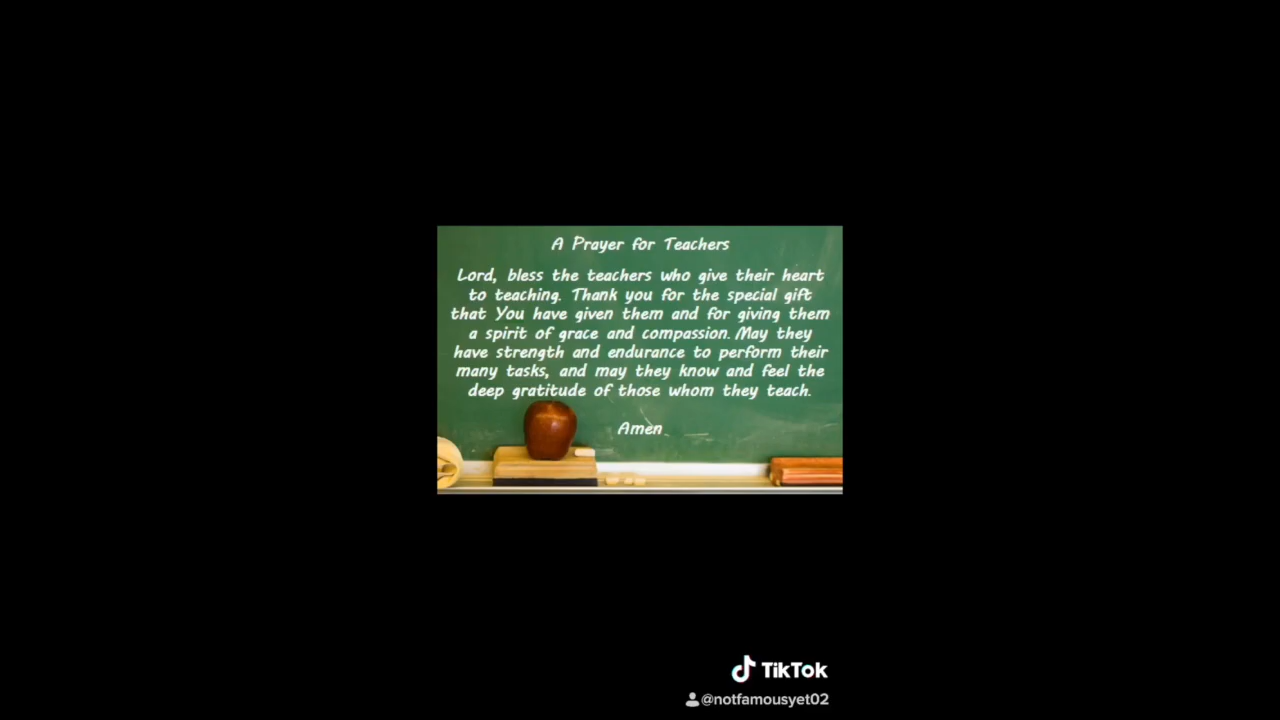 A Prayer for Teachers
Lord, bless the teachers who give their heart
to teaching. Thank you for the special gift
that You have given them and for giving them
a spirit of grace and compassion. May they
have strength and endurance to perform their
many tasks, and may they know and feel the
deep gratitude of those whom they teach.
Amen
TikTok
@notfamousyet02